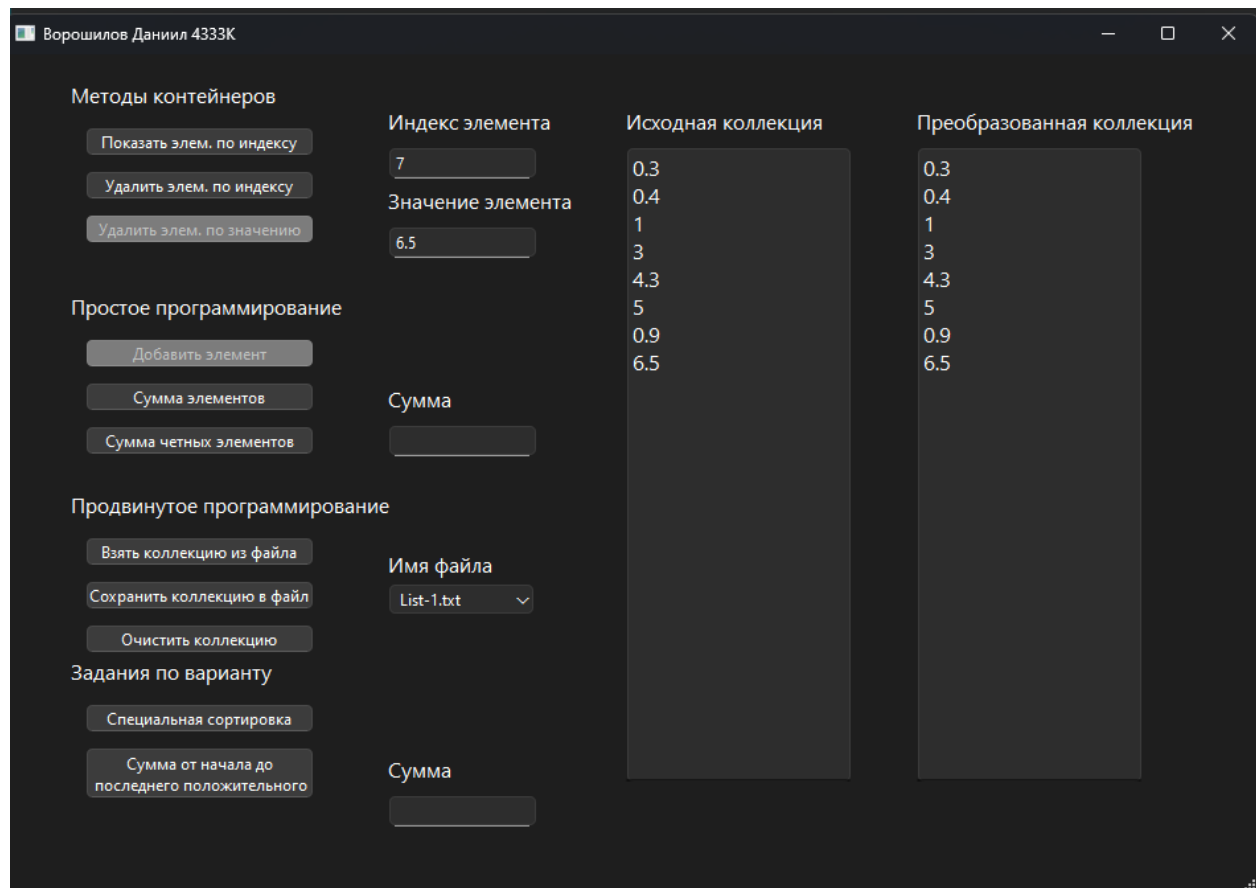 Ворошилов Даниил 4333К
Методы контейнеров
Показать элем. по индексу
Удалить элем. по индексу
Удалить элем. по значению
Индекс элемента
7
Значение элемента
6.5
Простое программирование
Добавить элемент
Сумма элементов
Сумма четных элементов
Сумма
Продвинутое программирование
Взять коллекцию из файла
Сохранить коллекцию в файл
Очистить коллекцию
Имя файла
List-1.txt
Задания по варианту
Специальная сортировка
Сумма от начала до
последнего положительного
Сумма
Исходная коллекция
0.3
0.4
1
3
4.3
5
0.9
6.5
Преобразованная коллекция
0.3
0.4
1
3
4.3
5
0.9
6.5